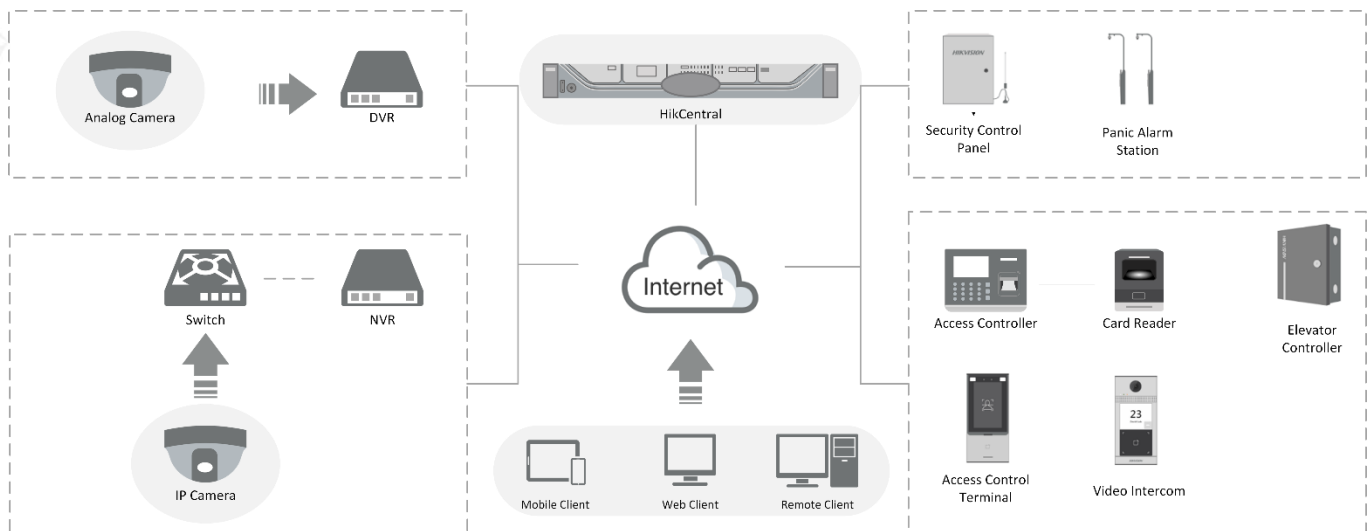 Analog Camera
DVR
HikCentral
HIKVISION
Security Control
Panel
Panic Alarm
Station
Switch
NVR
Internet
Access Controller
Card Reader
Elevator
Controller
IP Camera
Mobile Client
Web Client
Remote Client
Access Control
Terminal
23
Video Intercom